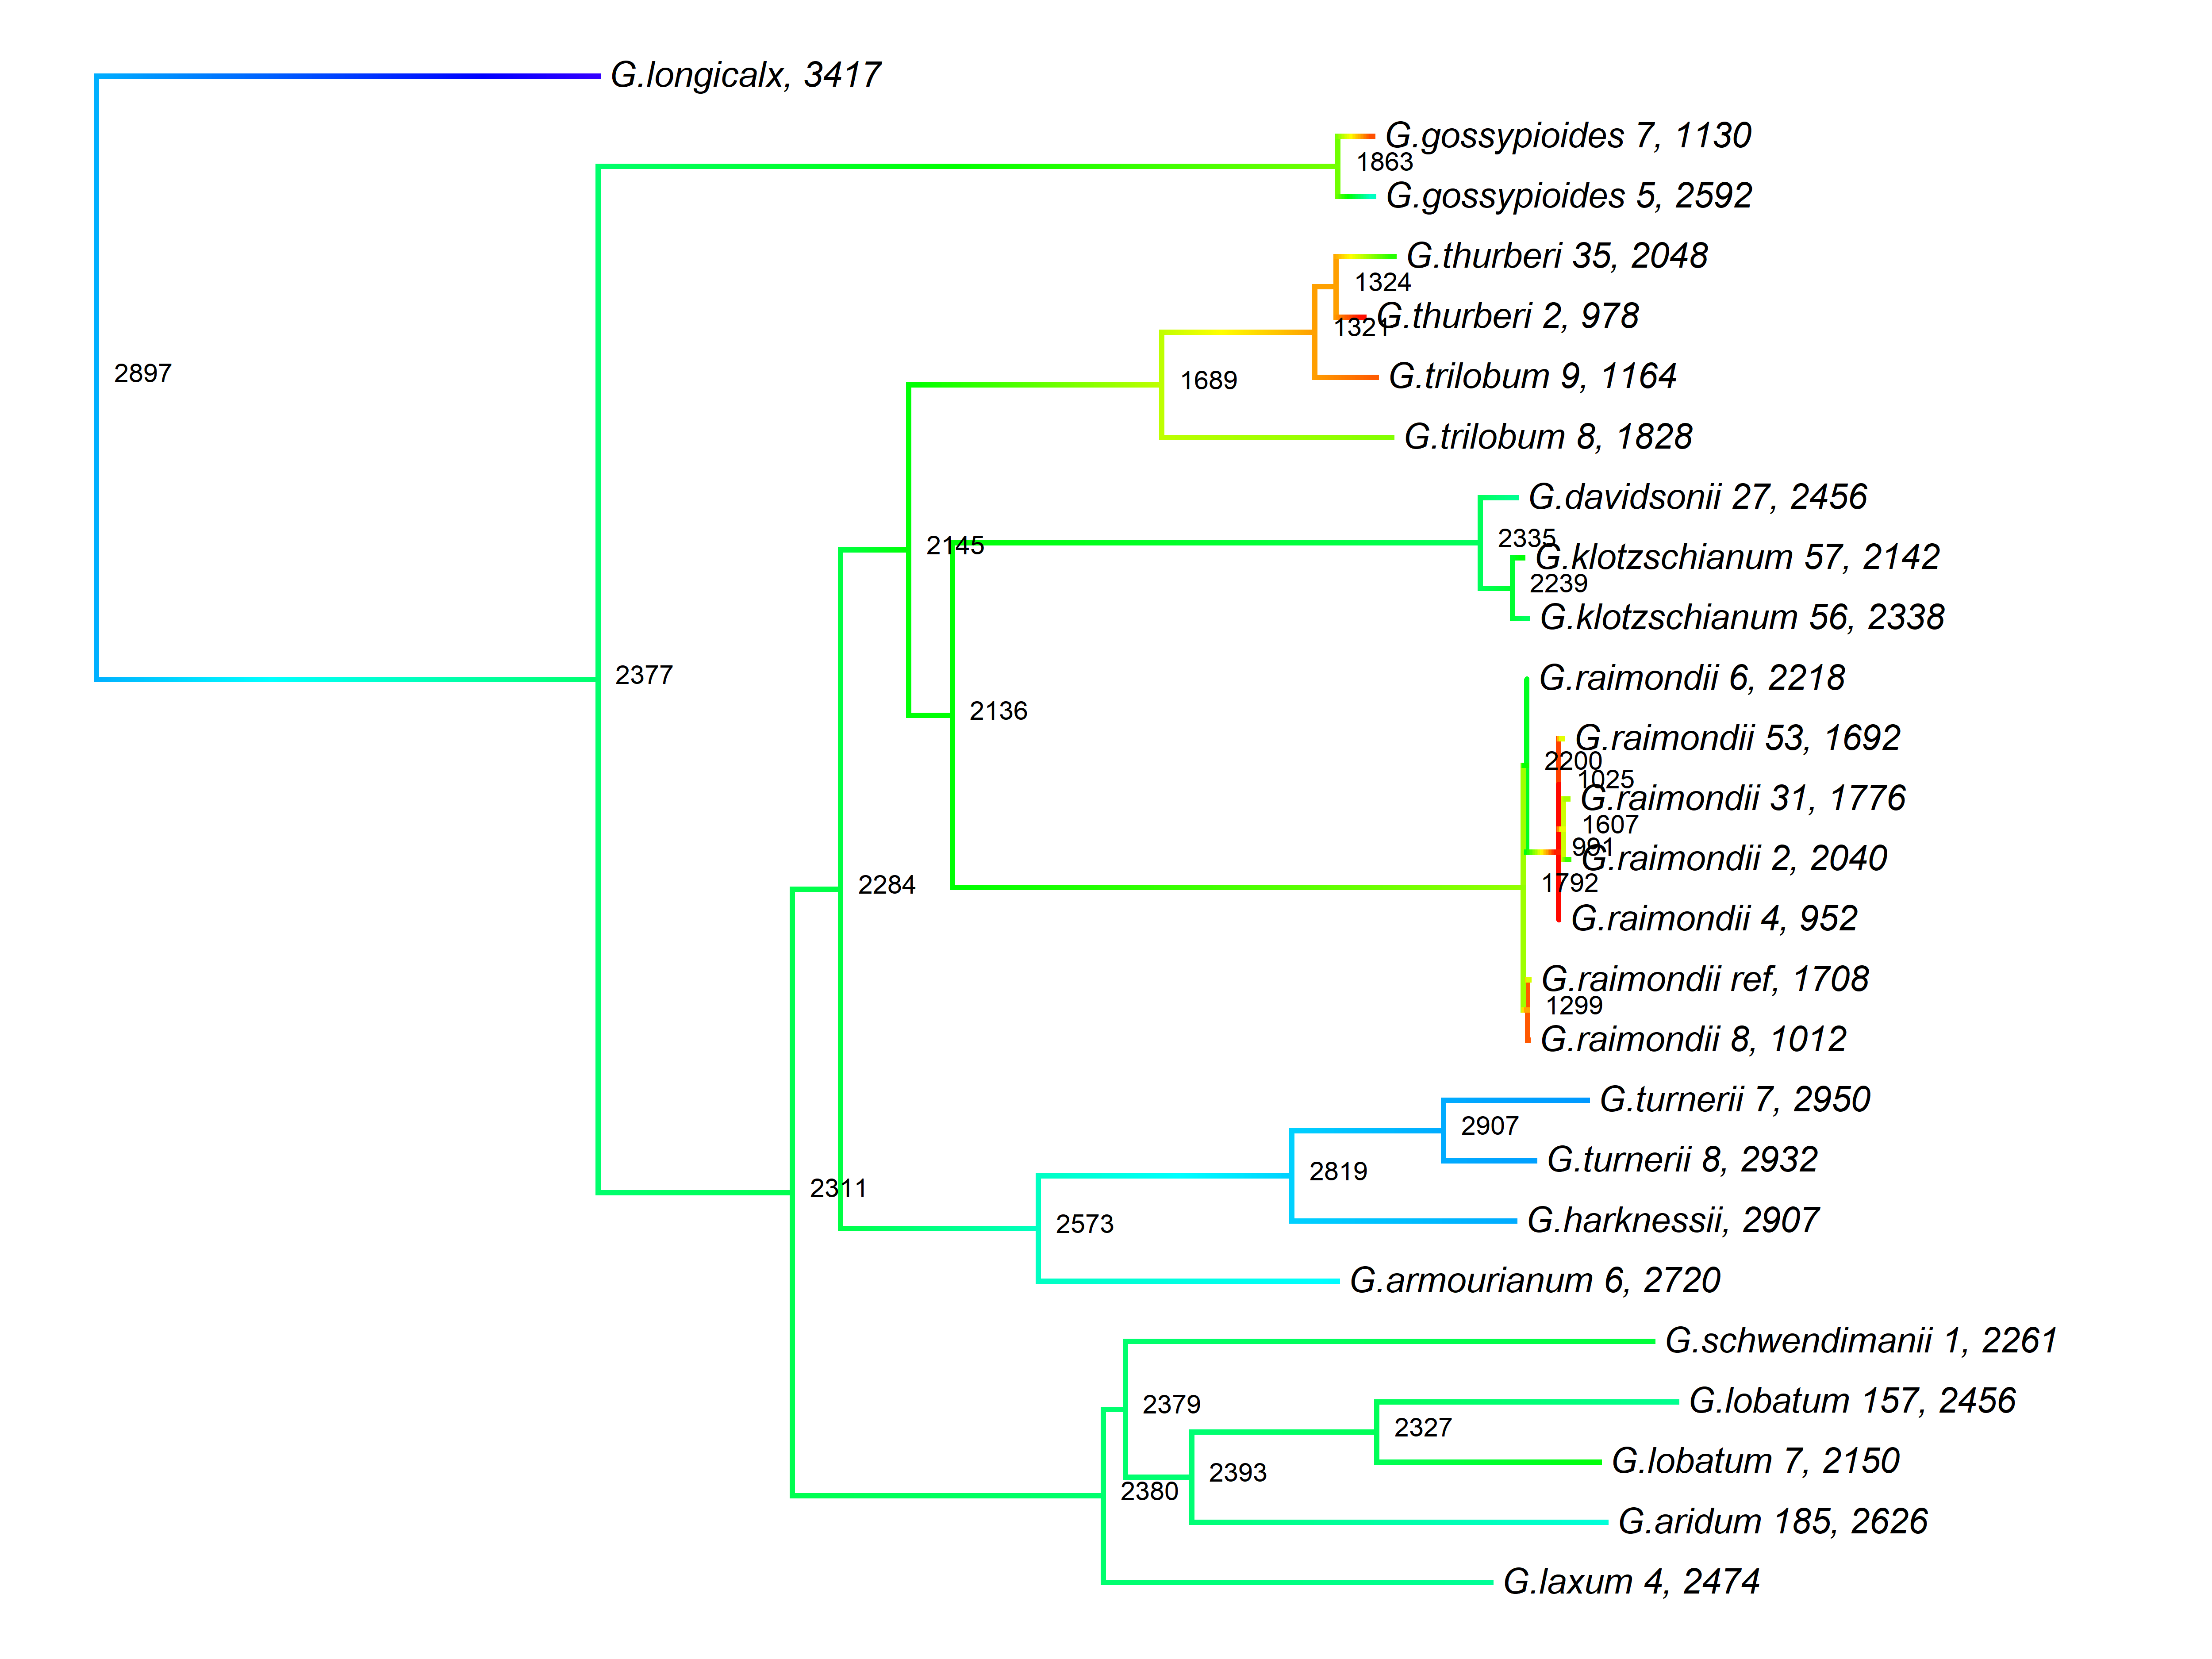 G.longicalx, 3417
G.gossypioides 7, 1130
1863
G.gossypioides 5, 2592
G.thurberi 35, 2048
1324
G.thurberi 2, 978
1321
G.trilobum 9, 1164
2897
1689
G.trilobum 8, 1828
G.davidsonii 27, 2456
2335
2145
G.klotzschianum 57, 2142
2239
G.klotzschianum 56, 2338
2377
G.raimondii 6, 2218
2136
G.raimondii 53, 1692
2200
1025
G.raimondii 31, 1776
1607
991
G.raimondii 2, 2040
1792
2284
G.raimondii 4, 952
G.raimondii ref, 1708
1299
G.raimondii 8, 1012
G.turnerii 7, 2950
2907
G.turnerii 8, 2932
2819
2311
G.harknessii, 2907
2573
G.armourianum 6, 2720
G.schwendimanii 1, 2261
2379
G.lobatum 157, 2456
2327
G.lobatum 7, 2150
2393
2380
G.aridum 185, 2626
G.laxum 4, 2474